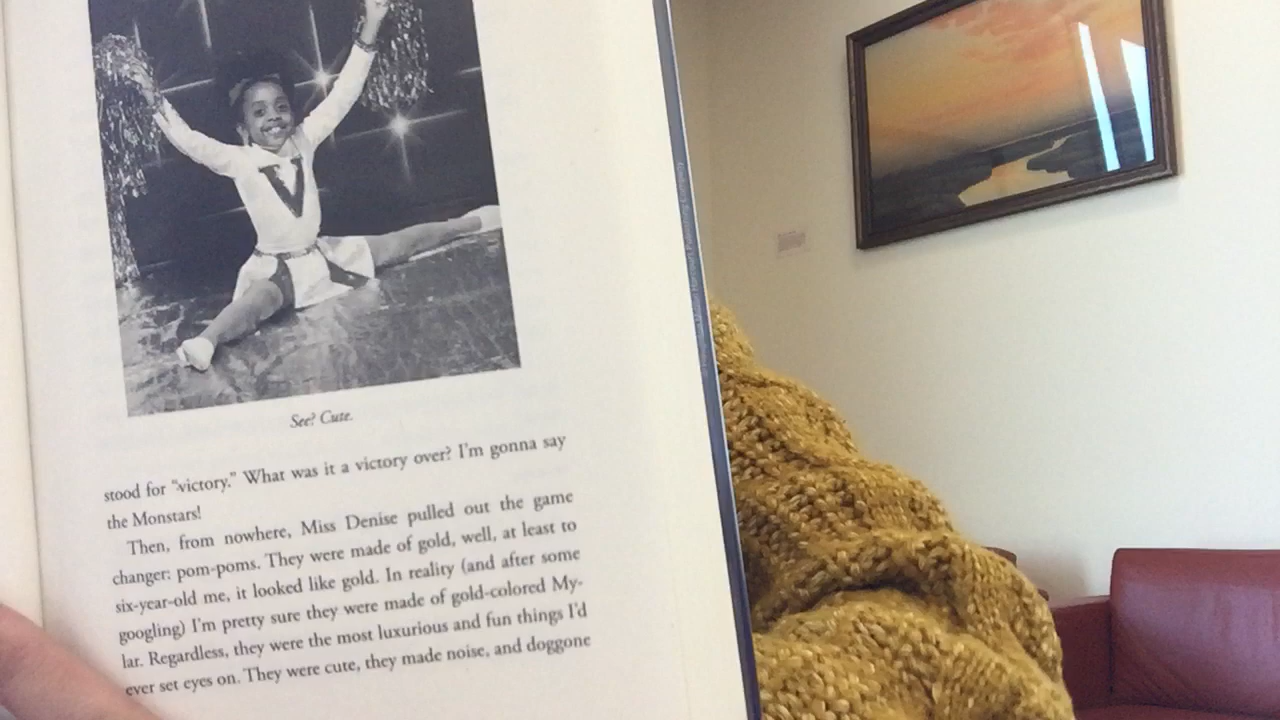 V
See? Cute.
stood for "victory." What was it a victory over? I'm gonna say
the Monstars!
Then, from nowhere, Miss Denise pulled out the game
changer: pom-poms. They were made of gold, well, at least to
six-year-old me, it looked like gold. In reality (and after some
googling) I'm pretty sure they were made of gold-colored My-
lar. Regardless, they were the most luxurious and fun things I'd
ever set eyes on. They were cute, they made noise, and doggone